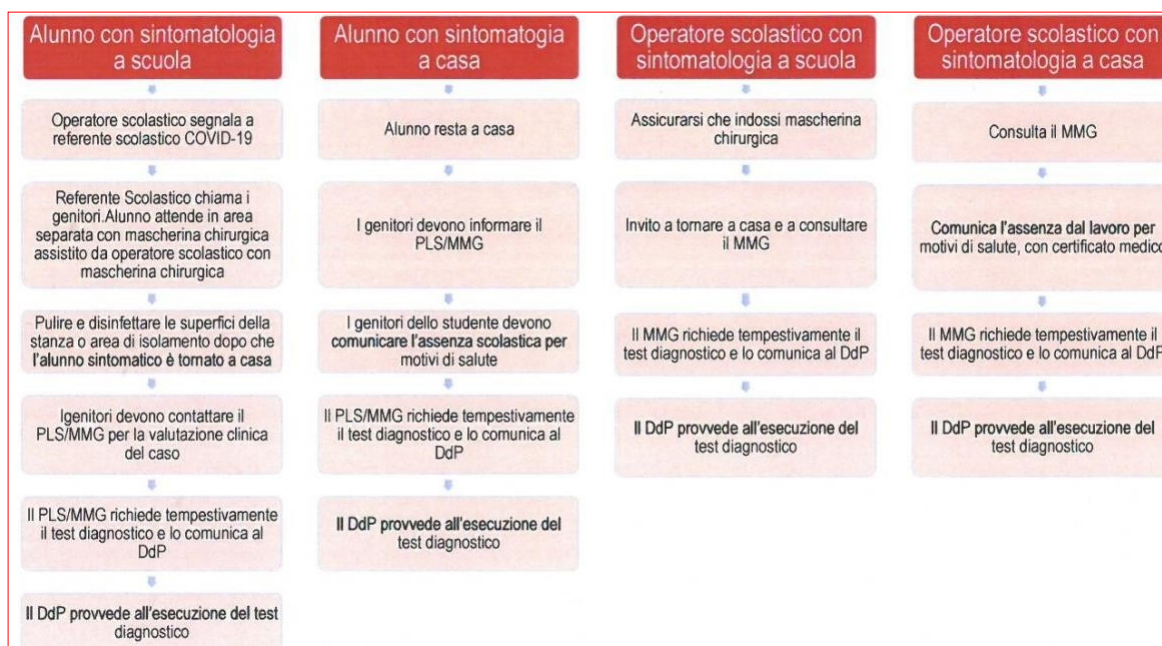 Alunno con sintomatologia
a scuola
Operatore scolastico segnala a
referente scolastico COVID-19
Referente Scolastico chiama i
genitori.Alunno attende in area
separata con mascherina chirurgica
assistito da operatore scolastico con
mascherina chirurgica
Pulire e disinfettare le superfici della
stanza o area di isolamento dopo che
l'alunno sintomatico è tornato a casa
Igenitori devono contattare il
PLS/MMG per la valutazione clinica
del caso
Il PLS/MMG richiede tempestivamente
il test diagnostico e lo comunica al
DdP
Il DdP provvede all'esecuzione del test
diagnostico
Alunno con sintomatogia
a casa
Alunno resta a casa
I genitori devono informare il
PLS/MMG
I genitori dello studente devono
comunicare l'assenza scolastica per
motivi di salute
Il PLS/MMG richiede tempestivamente
il test diagnostico e lo comunica al
DdP
Il DdP provvede all'esecuzione del
test diagnostico
Operatore scolastico con
sintomatologia a scuola
Assicurarsi che indossi mascherina
chirurgica
Invito a tornare a casa e a consultare
il MMG
Il MMG richiede tempestivamente il
test diagnostico e lo comunica al DdP
Il DdP provvede all'esecuzione del
test diagnostico
Operatore scolastico con
sintomatologia a casa
Consulta il MMG
Comunica l'assenza dal lavoro per
motivi di salute, con certificato medico
Il MMG richiede tempestivamente il
test diagnostico e lo comunica al DdP
Il DdP provvede all'esecuzione del
test diagnostico